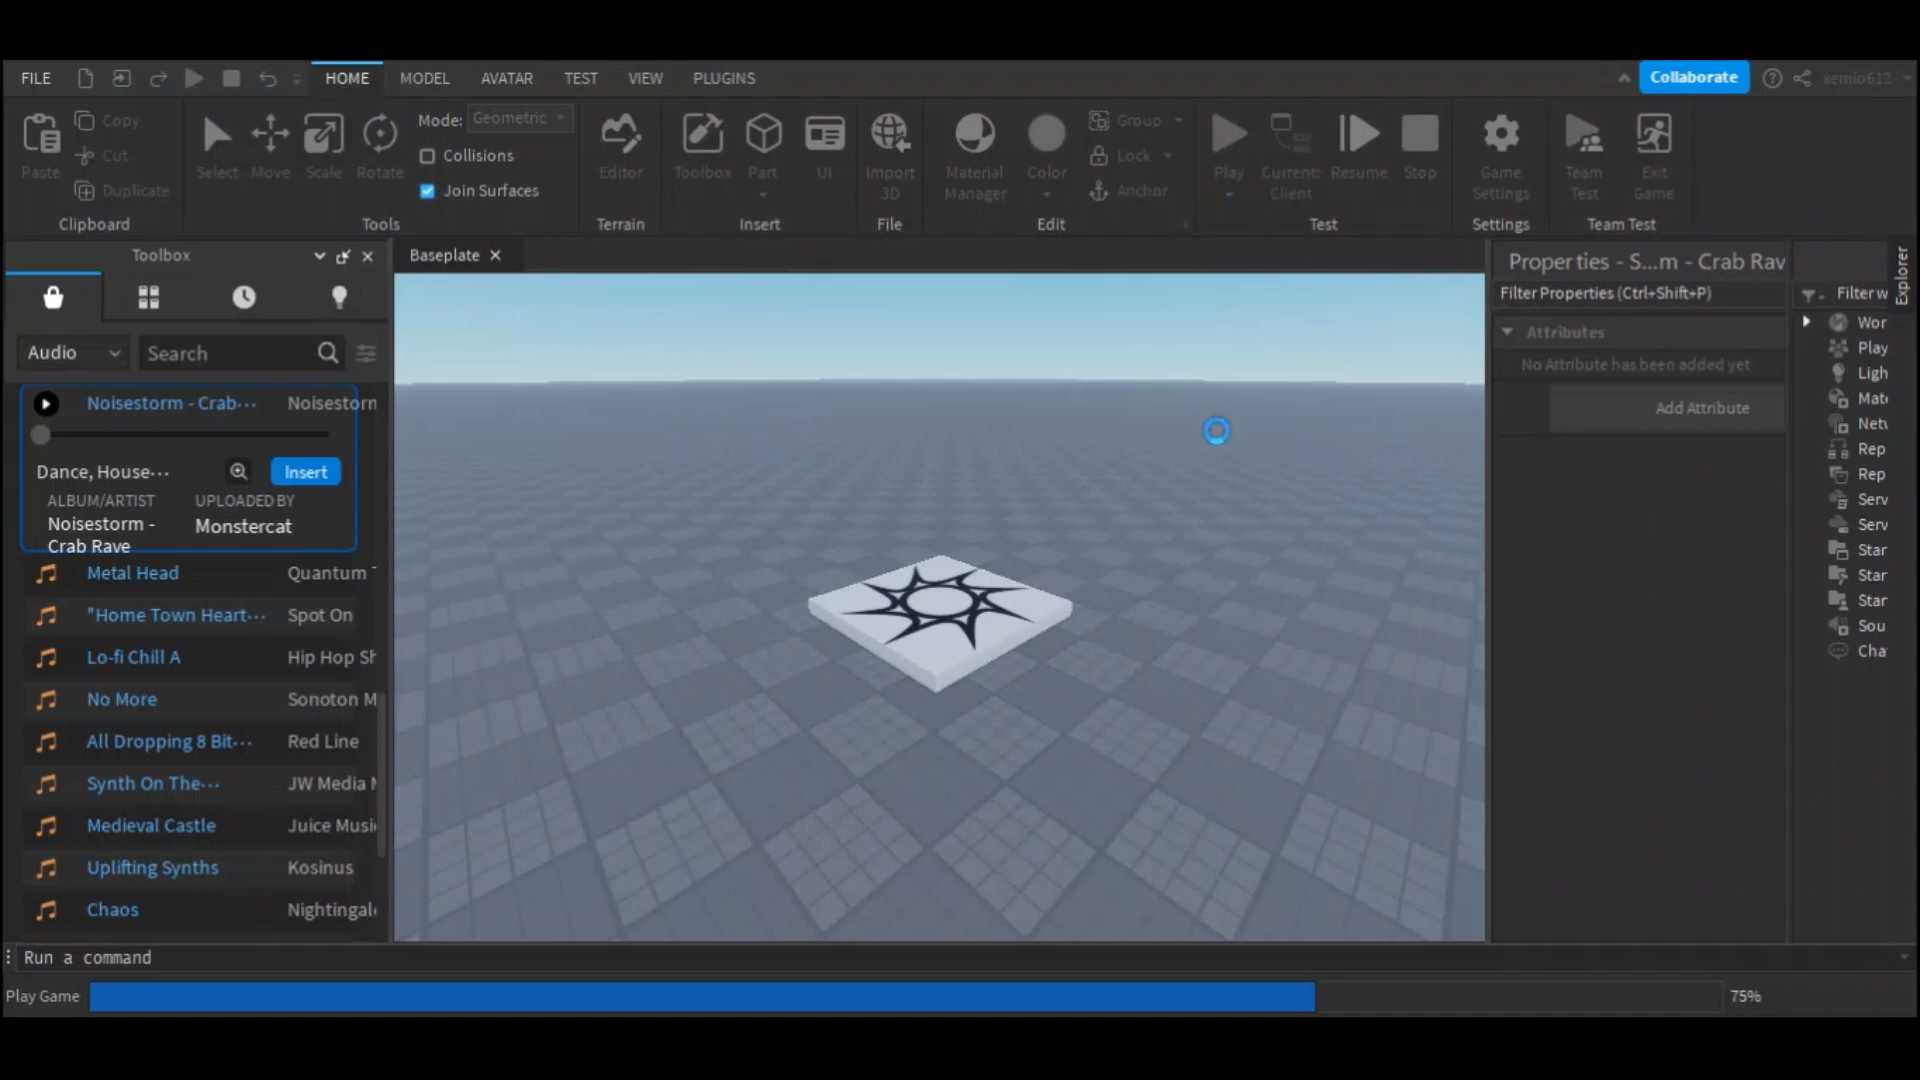 FILE HOME MODEL AVATAR TEST VIEW PLUGINS Collaborate xemio612
Copy Mode: Geometric Group
Cut Collisions Lock
Paste Select Move Scale Rotate Editor Toolbox Part UI Import 3D Material Manager Color Play Current Client Resume Stop Game Settings Team Test Exit Game
Duplicate Join Surfaces Anchor
Clipboard Tools Terrain Insert File Edit Test Settings Team Test
Toolbox Baseplate
Properties - S...m - Crab Rav
Explorer
Filter Properties (Ctrl+Shift+P)
Filter w
Attributes
No Attribute has been added yet
Add Attribute
Wor
Play
Ligh
Mate
Netw
Rep
Rep
Serv
Serv
Star
Star
Star
Sou
Cha
Audio Search
Noisestorm - Crab··· Noisestorm
Dance, House··· Insert
ALBUM/ARTIST UPLOADED BY
Noisestorm - Monstercat
Crab Rave
Metal Head Quantum T
"Home Town Heart··· Spot On
Lo-fi Chill A Hip Hop Sh
No More Sonoton M
All Dropping 8 Bit··· Red Line
Synth On The··· JW Media M
Medieval Castle Juice Musi
Uplifting Synths Kosinus
Chaos Nightingal
Run a command
Play Game 75%